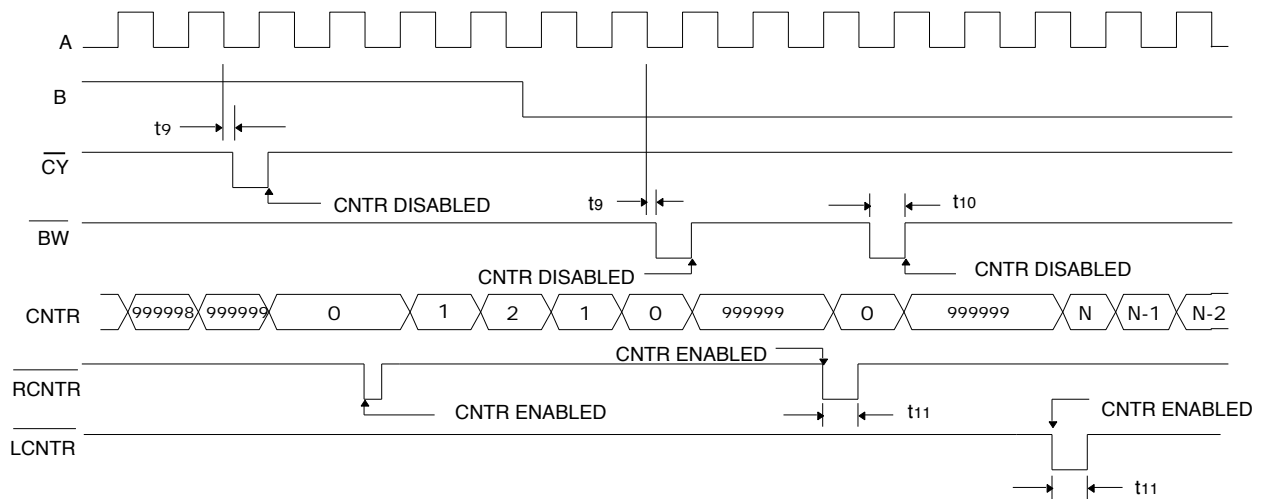 A
B
t9
CY
CNTR DISABLED
t9
t10
BW
CNTR DISABLED
CNTR DISABLED
CNTR
999998 999999 0 1 2 1 0 999999 0 999999 N N-1 N-2
CNTR ENABLED
RCNTR
CNTR ENABLED
t11
CNTR ENABLED
LCNTR
t11